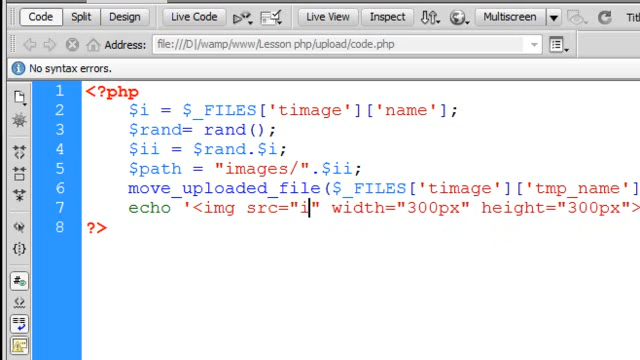 Code Split Design Live Code Live View Inspect Multiscreen Titl
Address: file:///D|/wamp/www/Lesson php/upload/code.php
No syntax errors.
1 <?php
2 $i = $_FILES['timage']['name'];
3 $rand= rand();
4 $ii = $rand.$i;
5 $path = "images/".$ii;
6 move_uploaded_file($_FILES['timage']['tmp_name']
7 echo '<img src="i" width="300px" height="300px">
8 ?>